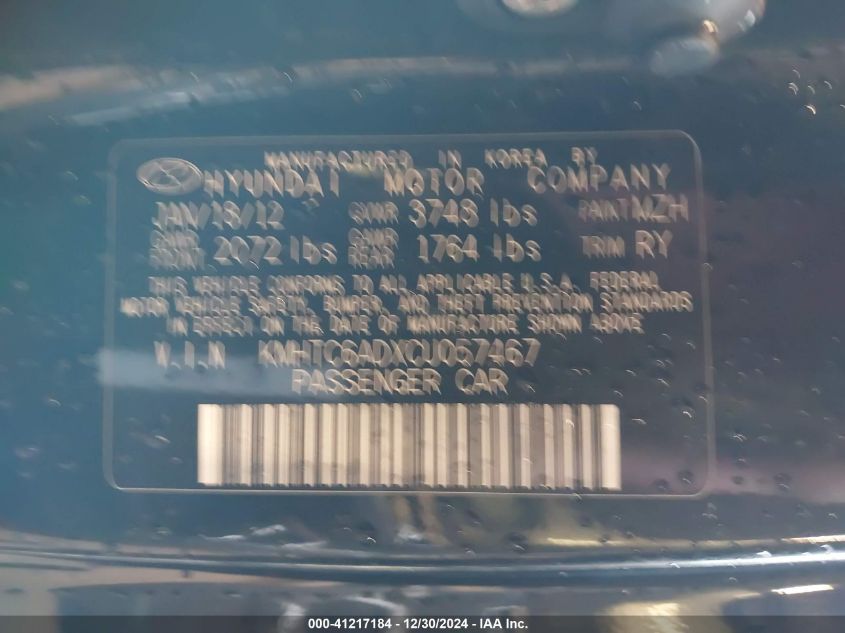 MANUFACTURED IN KOREA BY
HYUNDAI MOTOR COMPANY
JAN/18/12 GVWR 3748 lbs PAINT MZH
GAWR FRONT 2072 lbs GAWR REAR 1764 lbs TRIM RY
THIS VEHICLE CONFORMS TO ALL APPLICABLE U.S.A. FEDERAL
MOTOR VEHICLE SAFETY, BUMPER, AND THEFT PREVENTION STANDARDS
IN EFFECT ON THE DATE OF MANUFACTURE SHOWN ABOVE
V.I.N KMHTC6ADXCU057467
PASSENGER CAR
000-41217184 - 12/30/2024 - IAA Inc.